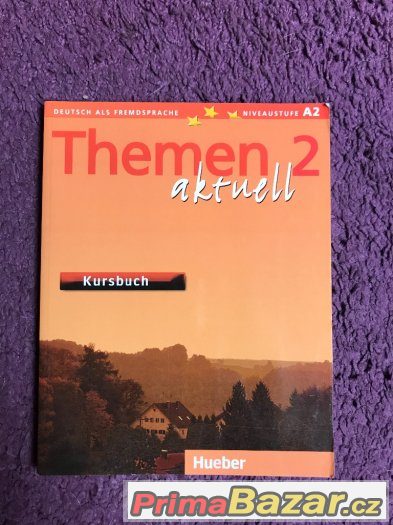 DEUTSCH ALS FREMDSPRACHE NIVEAUSTUFE A2
Themen 2
aktuell
Kursbuch
Hueber
PrimaBazar.cz